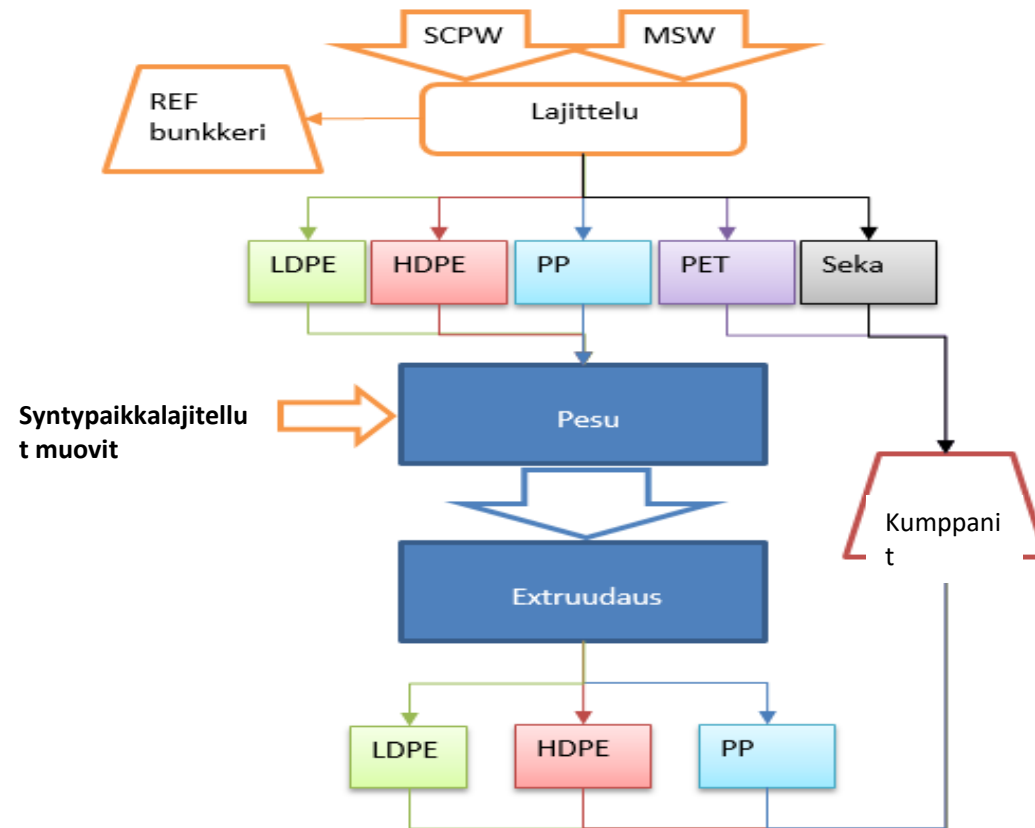 SCPW
MSW
REF
bunkkeri
Lajittelu
LDPE
HDPE
PP
PET
Seka
Syntypaikkalajitellu
t muovit
Pesu
Kumppani
t
Extruudaus
LDPE
HDPE
PP